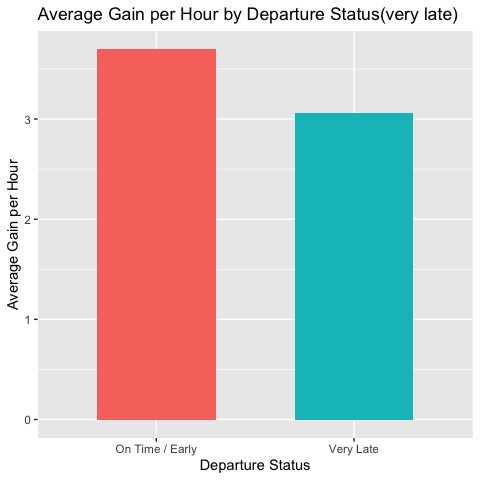 Average Gain per Hour by Departure Status(very late)
Average Gain per Hour
3
2
1
0
On Time / Early
Very Late
Departure Status